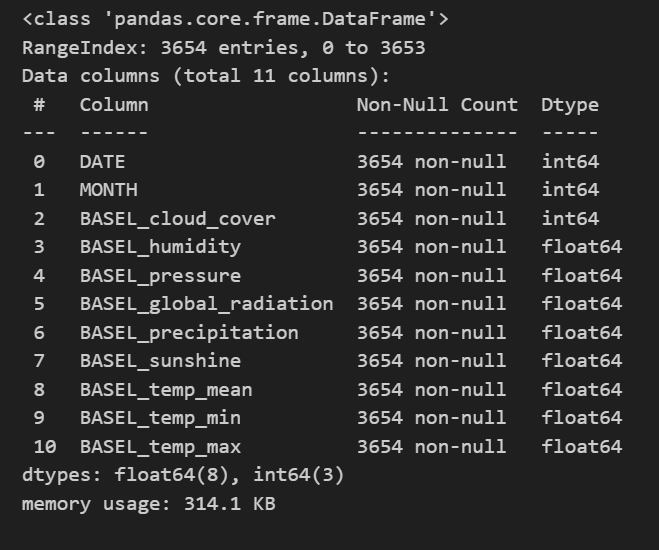 <class 'pandas.core.frame.DataFrame'>
RangeIndex: 3654 entries, 0 to 3653
Data columns (total 11 columns):
 #   Column                  Non-Null Count  Dtype
---  ------                  --------------  -----
 0   DATE                    3654 non-null   int64
 1   MONTH                   3654 non-null   int64
 2   BASEL_cloud_cover       3654 non-null   int64
 3   BASEL_humidity          3654 non-null   float64
 4   BASEL_pressure          3654 non-null   float64
 5   BASEL_global_radiation  3654 non-null   float64
 6   BASEL_precipitation     3654 non-null   float64
 7   BASEL_sunshine          3654 non-null   float64
 8   BASEL_temp_mean         3654 non-null   float64
 9   BASEL_temp_min          3654 non-null   float64
 10  BASEL_temp_max          3654 non-null   float64
dtypes: float64(8), int64(3)
memory usage: 314.1 KB